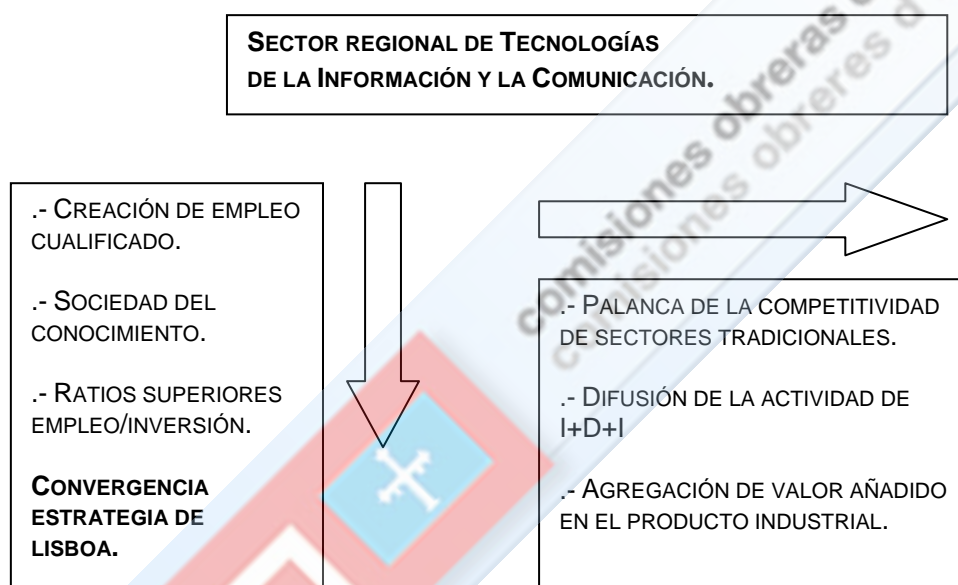 SECTOR REGIONAL DE TECNOLOGÍAS
DE LA INFORMACIÓN Y LA COMUNICACIÓN.
.- CREACIÓN DE EMPLEO
CUALIFICADO.
.- SOCIEDAD DEL
CONOCIMIENTO.
.- RATIOS SUPERIORES
EMPLEO/INVERSIÓN.
CONVERGENCIA
ESTRATEGIA DE
LISBOA.
.- PALANCA DE LA COMPETITIVIDAD
DE SECTORES TRADICIONALES.
.- DIFUSIÓN DE LA ACTIVIDAD DE
I+D+I
.- AGREGACIÓN DE VALOR AÑADIDO
EN EL PRODUCTO INDUSTRIAL.
comisiones obreras
comisiones obreres